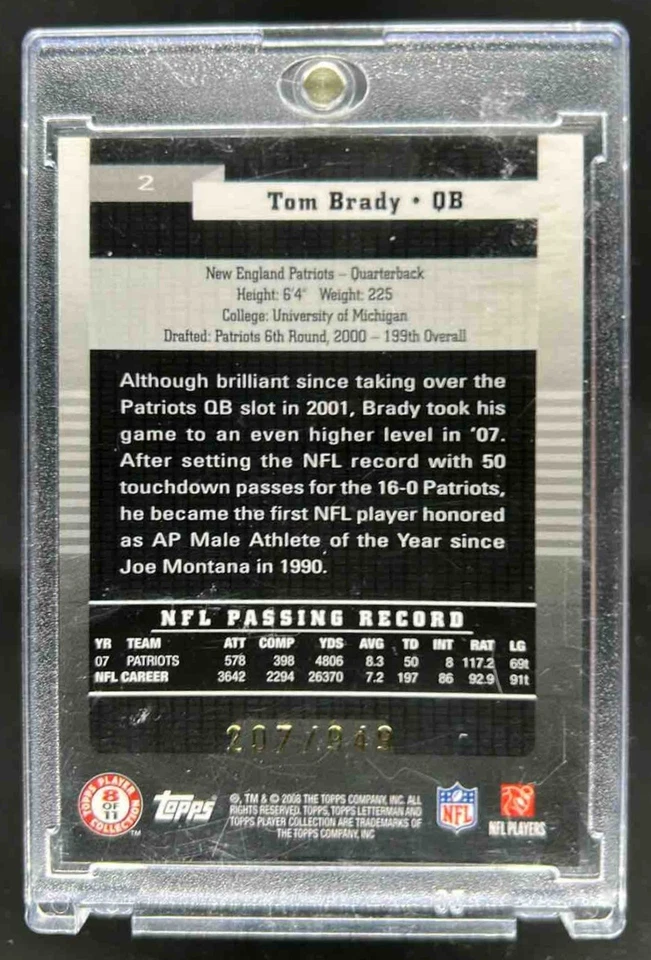 2
Tom Brady • QB
New England Patriots – Quarterback
Height: 6'4" Weight: 225
College: University of Michigan
Drafted: Patriots 6th Round, 2000 – 199th Overall
Although brilliant since taking over the
Patriots QB slot in 2001, Brady took his
game to an even higher level in '07.
After setting the NFL record with 50
touchdown passes for the 16-0 Patriots,
he became the first NFL player honored
as AP Male Athlete of the Year since
Joe Montana in 1990.
NFL PASSING RECORD
YR TEAM ATT COMP YDS AVG TD INT RAT LG
07 PATRIOTS 578 398 4806 8.3 50 8 117.2 69t
NFL CAREER 3642 2294 26370 7.2 197 86 92.9 91t
207/949
TOPPS PLAYER
8
OF
11
COLLECTION
TM
Topps
®, TM & © 2008 THE TOPPS COMPANY, INC. ALL
RIGHTS RESERVED. TOPPS, TOPPS LETTERMAN AND
TOPPS PLAYER COLLECTION ARE TRADEMARKS OF
THE TOPPS COMPANY, INC
NFL
NFL PLAYERS